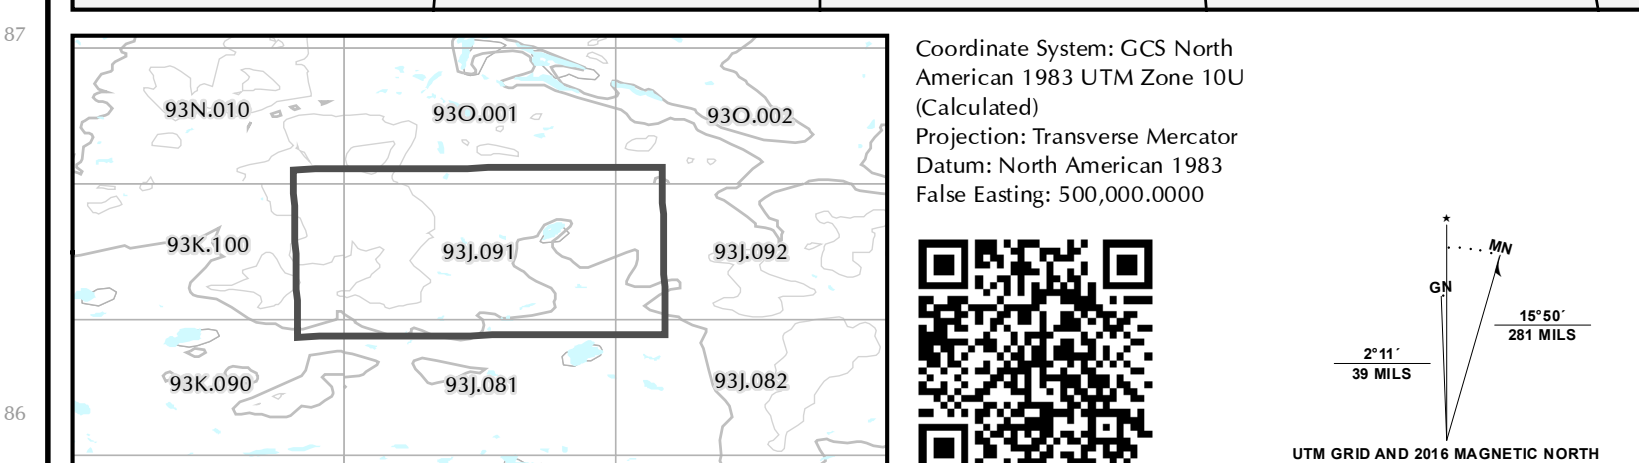 87
93N.010
93O.001
93O.002
93K.100
93J.091
93J.092
93K.090
93J.081
93J.082
86
Coordinate System: GCS North
American 1983 UTM Zone 10U
(Calculated)
Projection: Transverse Mercator
Datum: North American 1983
False Easting: 500,000.0000
MN
GN
15°50´
281 MILS
2°11´
39 MILS
UTM GRID AND 2016 MAGNETIC NORTH